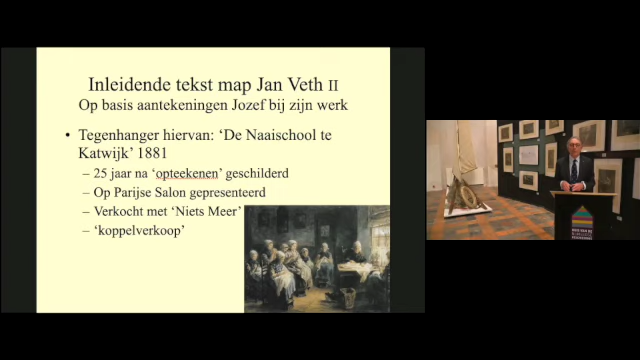 Inleidende tekst map Jan Veth II
Op basis aantekeningen Jozef bij zijn werk
• Tegenhanger hiervan: ‘De Naaischool te
Katwijk’ 1881
– 25 jaar na ‘opteekenen’ geschilderd
– Op Parijse Salon gepresenteerd
– Verkocht met ‘Niets Meer’
– ‘koppelverkoop’